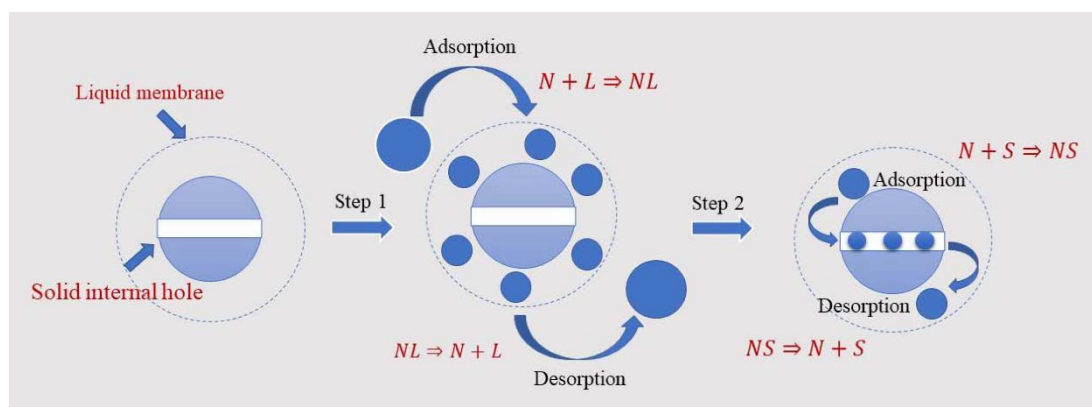 Liquid membrane
Solid internal hole
Step 1
Adsorption
N + L ⇒ NL
NL ⇒ N + L
Desorption
Step 2
N + S ⇒ NS
Adsorption
Desorption
NS ⇒ N + S